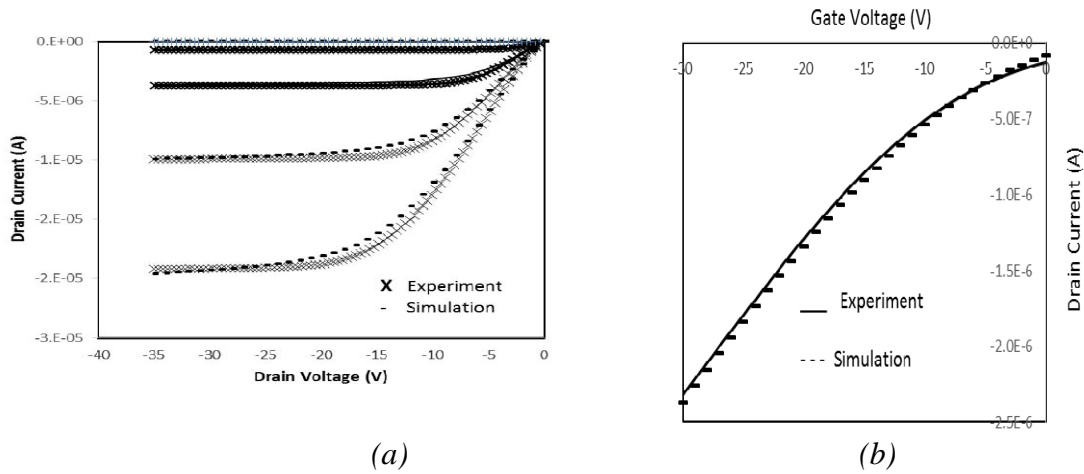 0.E+00
-5.E-06
-1.E-05
-2.E-05
-2.E-05
-3.E-05
-40 -35 -30 -25 -20 -15 -10 -5 0
Drain Current (A)
Drain Voltage (V)
X Experiment
- Simulation
(a)
Gate Voltage (V)
0.0E+0
-30 -25 -20 -15 -10 -5 0
-5.0E-7
-1.0E-6
-1.5E-6
-2.0E-6
-2.5E-6
Drain Current (A)
Experiment
Simulation
(b)